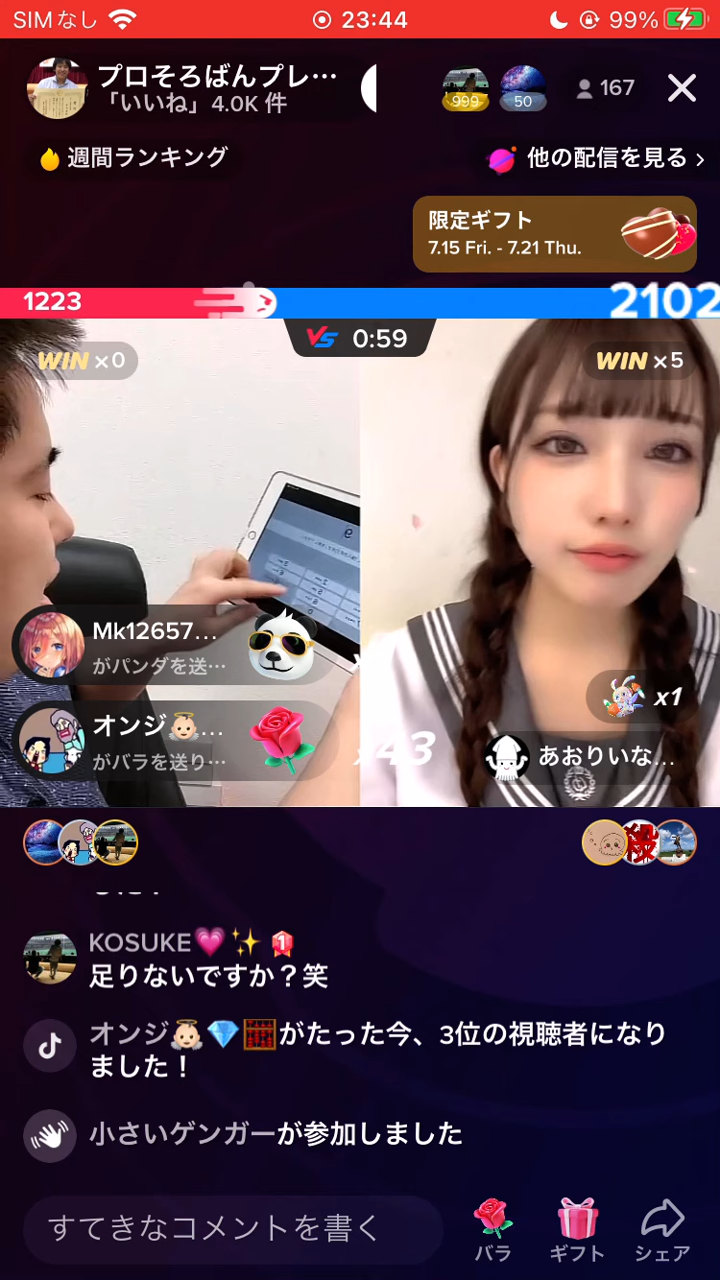 SIMなし 23:44 99%
プロそろばんプレ…
「いいね」4.0K 件
999 50 167
週間ランキング 他の配信を見る
限定ギフト
7.15 Fri. - 7.21 Thu.
1223 2102
WIN x0 VS 0:59 WIN x5
Mk12657...
がパンダを送…
x1
オンジ...
がバラを送り…
x43
あおりいな...
KOSUKE 1
足りないですか？笑
オンジがたった今、3位の視聴者になり
ました！
小さいゲンガーが参加しました
すてきなコメントを書く
バラ ギフト シェア